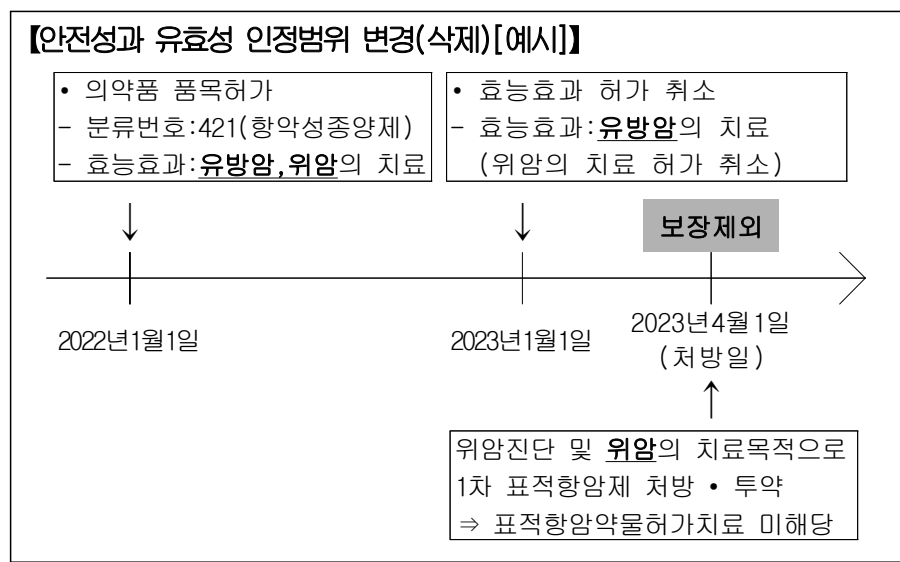 【안전성과 유효성 인정범위 변경(삭제)[예시]】
• 의약품 품목허가
- 분류번호:421(항악성종양제)
- 효능효과:유방암,위암의 치료
• 효능효과 허가 취소
- 효능효과:유방암의 치료
(위암의 치료 허가 취소)
보장제외
2022년1월1일
2023년1월1일
2023년4월1일
(처방일)
위암진단 및 위암의 치료목적으로
1차 표적항암제 처방 • 투약
⇒ 표적항암약물허가치료 미해당